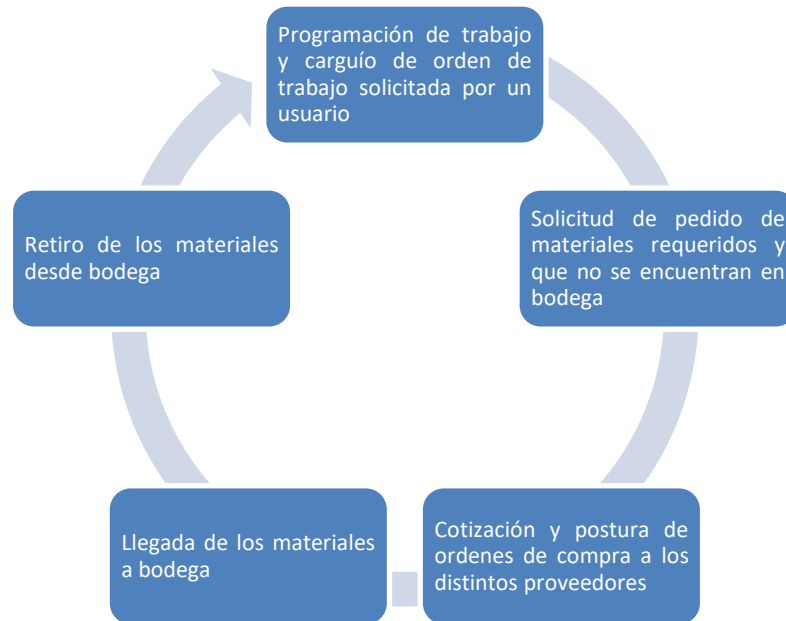 Programación de trabajo
y carguío de orden de
trabajo solicitada por un
usuario
Solicitud de pedido de
materiales requeridos y
que no se encuentran en
bodega
Cotización y postura de
ordenes de compra a los
distintos proveedores
Llegada de los materiales
a bodega
Retiro de los materiales
desde bodega